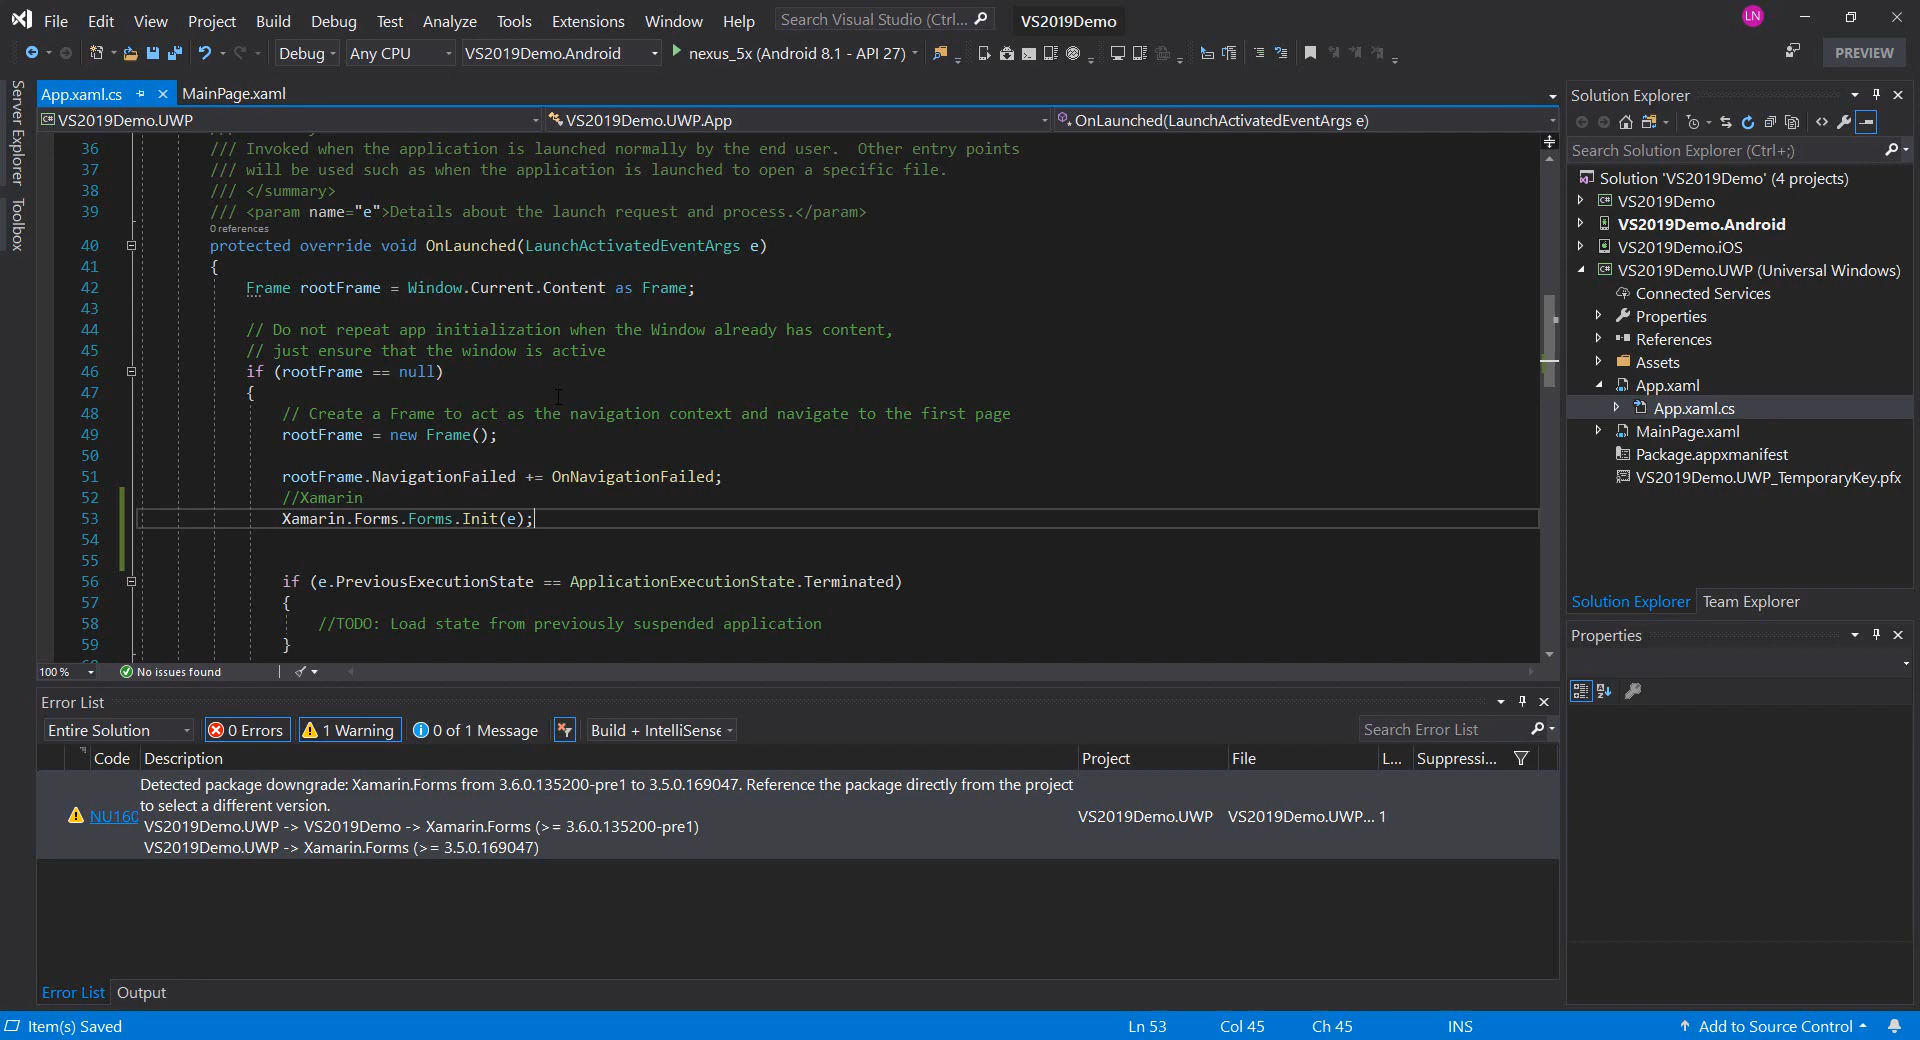 File Edit View Project Build Debug Test Analyze Tools Extensions Window Help Search Visual Studio (Ctrl... VS2019Demo LN
Debug Any CPU VS2019Demo.Android nexus_5x (Android 8.1 - API 27) PREVIEW
Server Explorer
Toolbox
App.xaml.cs MainPage.xaml
VS2019Demo.UWP VS2019Demo.UWP.App OnLaunched(LaunchActivatedEventArgs e)
36 /// Invoked when the application is launched normally by the end user.  Other entry points
37 /// will be used such as when the application is launched to open a specific file.
38 /// </summary>
39 /// <param name="e">Details about the launch request and process.</param>
0 references
40 protected override void OnLaunched(LaunchActivatedEventArgs e)
41 {
42 Frame rootFrame = Window.Current.Content as Frame;
43
44 // Do not repeat app initialization when the Window already has content,
45 // just ensure that the window is active
46 if (rootFrame == null)
47 {
48 // Create a Frame to act as the navigation context and navigate to the first page
49 rootFrame = new Frame();
50
51 rootFrame.NavigationFailed += OnNavigationFailed;
52 //Xamarin
53 Xamarin.Forms.Forms.Init(e);
54
55
56 if (e.PreviousExecutionState == ApplicationExecutionState.Terminated)
57 {
58 //TODO: Load state from previously suspended application
59 }
100 % No issues found
Error List
Entire Solution 0 Errors 1 Warning 0 of 1 Message Build + IntelliSense Search Error List
Code Description Project File L... Suppressi...
Detected package downgrade: Xamarin.Forms from 3.6.0.135200-pre1 to 3.5.0.169047. Reference the package directly from the project
to select a different version.
NU160 VS2019Demo.UWP VS2019Demo.UWP... 1
VS2019Demo.UWP -> VS2019Demo -> Xamarin.Forms (>= 3.6.0.135200-pre1)
VS2019Demo.UWP -> Xamarin.Forms (>= 3.5.0.169047)
Error List Output
Solution Explorer
Search Solution Explorer (Ctrl+;)
Solution 'VS2019Demo' (4 projects)
VS2019Demo
VS2019Demo.Android
VS2019Demo.iOS
VS2019Demo.UWP (Universal Windows)
Connected Services
Properties
References
Assets
App.xaml
App.xaml.cs
MainPage.xaml
Package.appxmanifest
VS2019Demo.UWP_TemporaryKey.pfx
Solution Explorer Team Explorer
Properties
Item(s) Saved Ln 53 Col 45 Ch 45 INS Add to Source Control